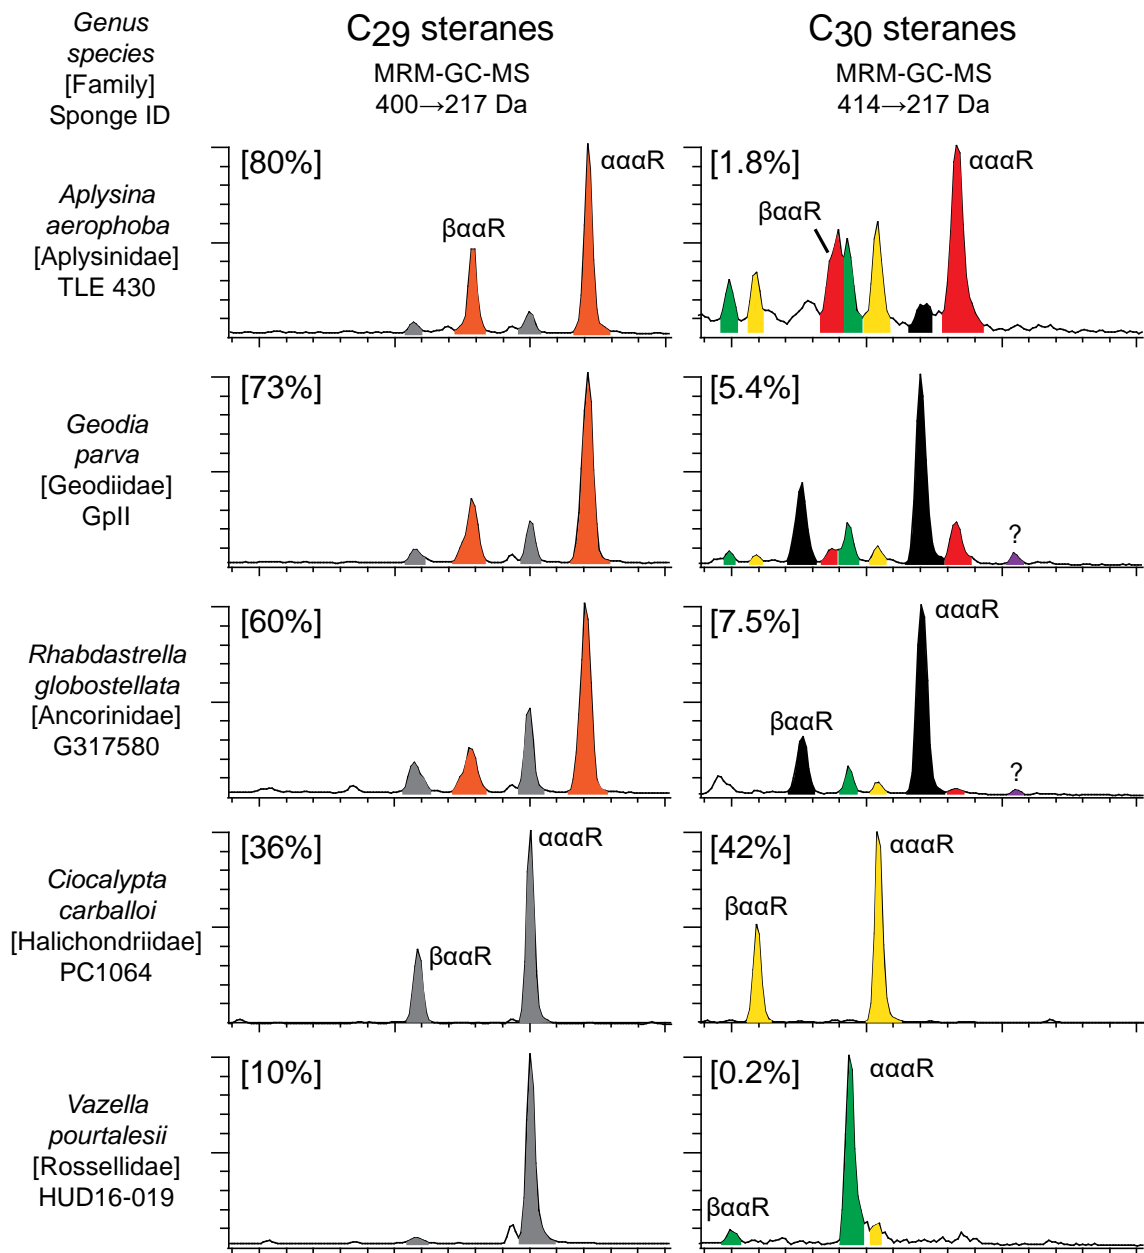 Genus
species
[Family]
Sponge ID
C29 steranes
MRM-GC-MS
400→217 Da
C30 steranes
MRM-GC-MS
414→217 Da
Aplysina
aerophoba
[Aplysinidae]
TLE 430
[80%]
βααR
αααR
[1.8%]
βααR
αααR
Geodia
parva
[Geodiidae]
GpII
[73%]
[5.4%]
?
Rhabdastrella
globostellata
[Ancorinidae]
G317580
[60%]
[7.5%]
βααR
αααR
?
Ciocalypta
carballoi
[Halichondriidae]
PC1064
[36%]
βααR
αααR
[42%]
βααR
αααR
Vazella
pourtalesii
[Rossellidae]
HUD16-019
[10%]
[0.2%]
βααR
αααR